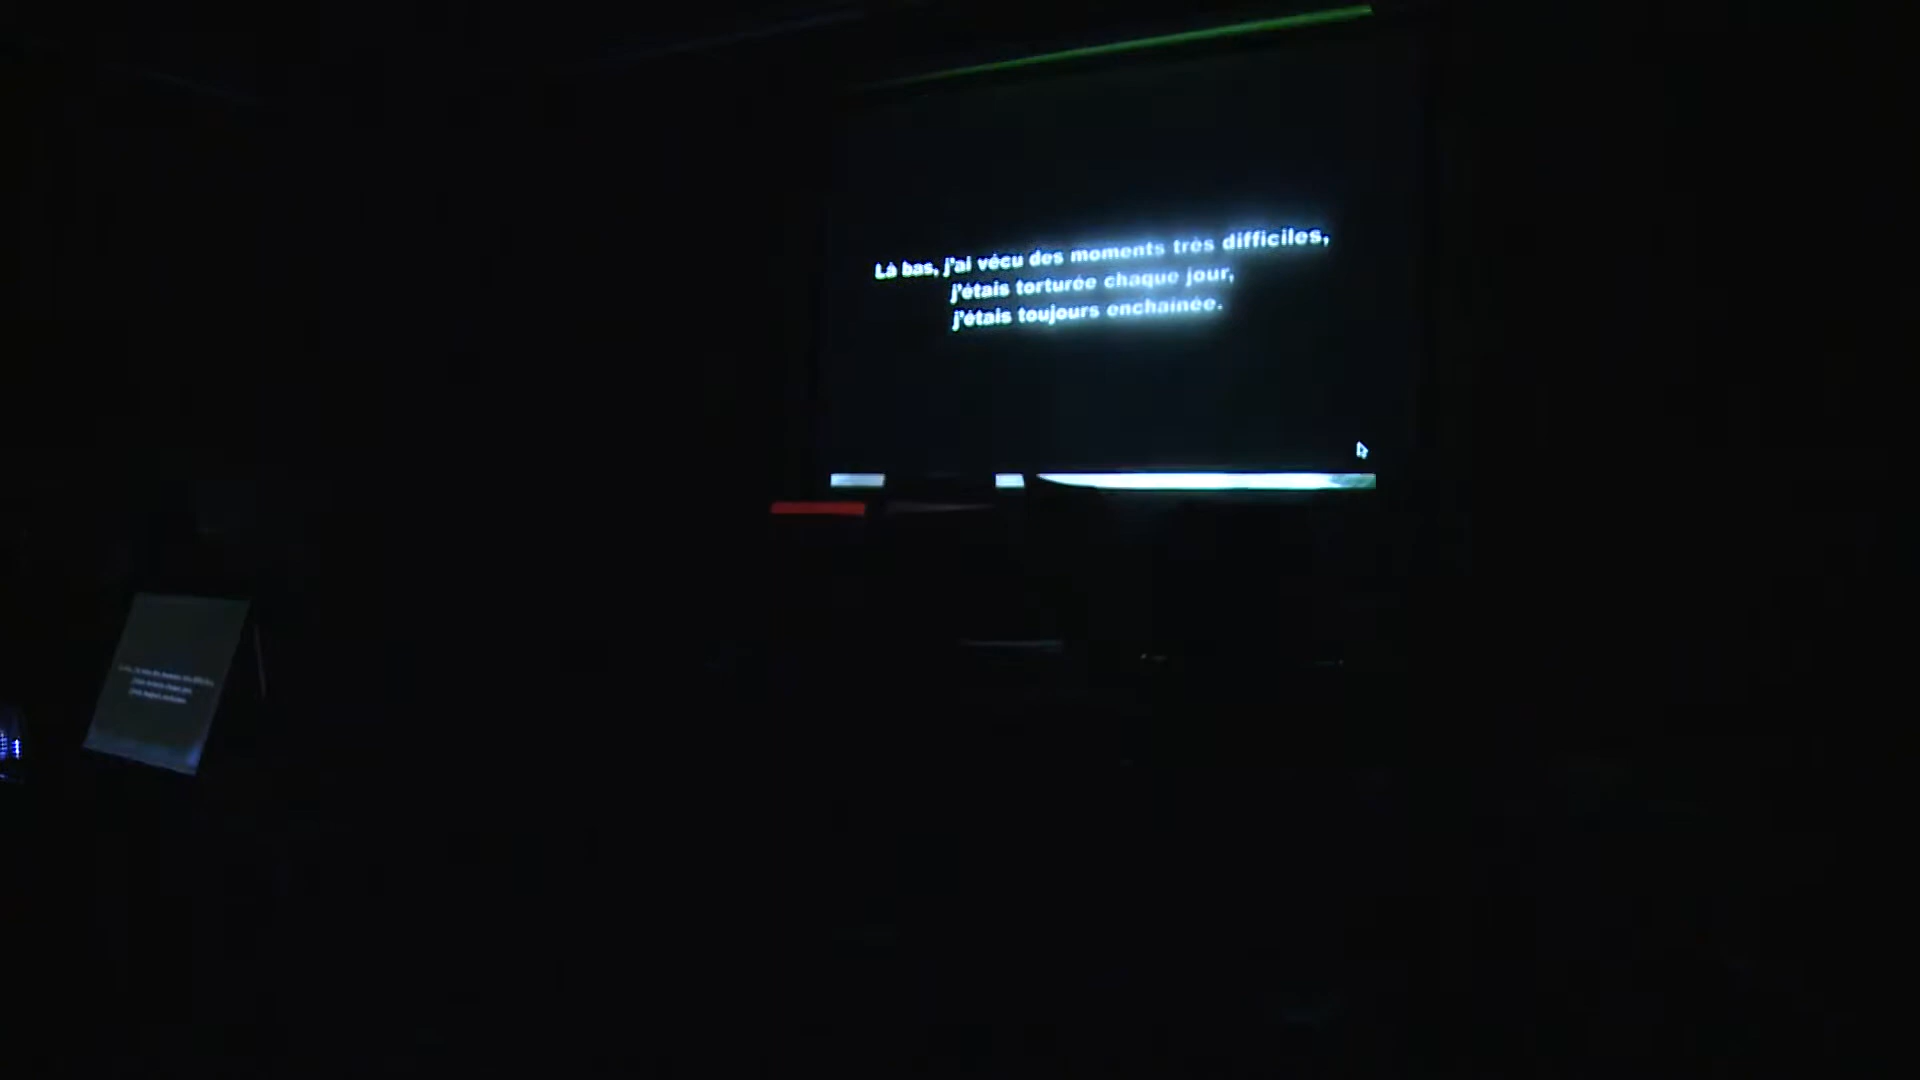 Là bas, j'ai vécu des moments très difficiles,
j'étais torturée chaque jour,
j'étais toujours enchainée.